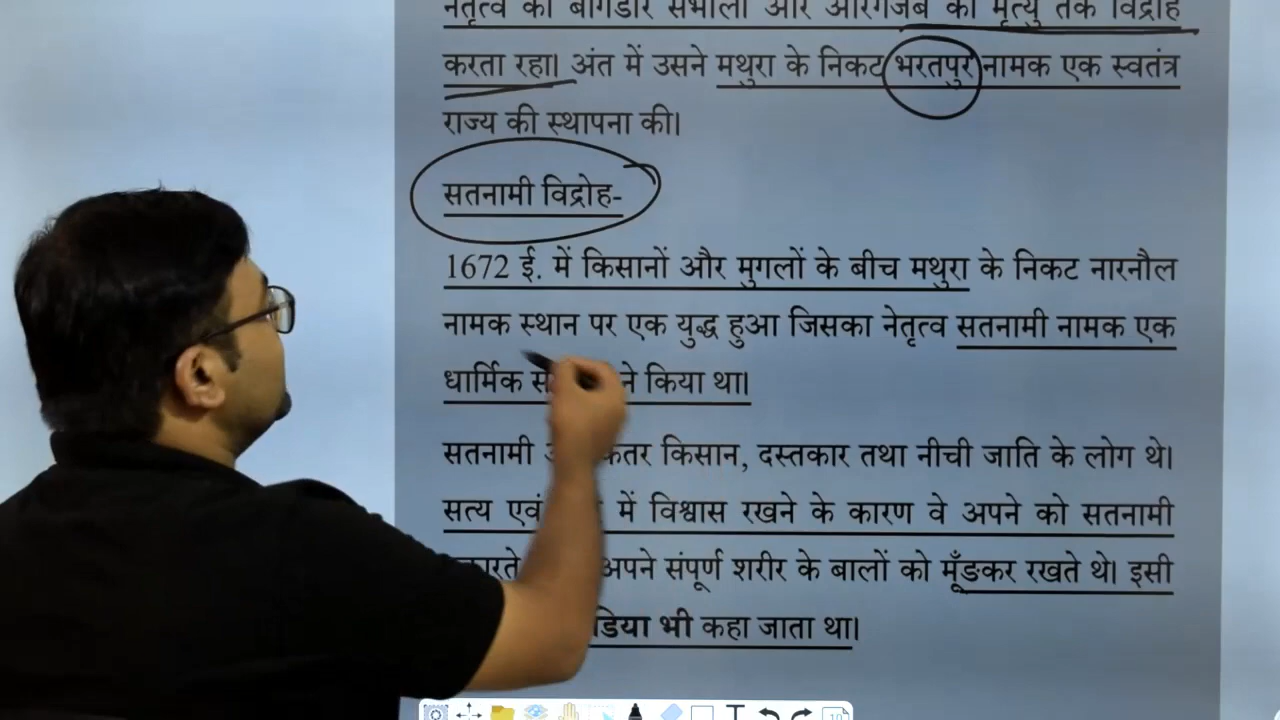 नेतृत्व की बागडोर संभाली और औरंगजेब की मृत्यु तक विद्रोह
करता रहा। अंत में उसने मथुरा के निकट भरतपुर नामक एक स्वतंत्र
राज्य की स्थापना की।
सतनामी विद्रोह-
1672 ई. में किसानों और मुगलों के बीच मथुरा के निकट नारनौल
नामक स्थान पर एक युद्ध हुआ जिसका नेतृत्व सतनामी नामक एक
धार्मिक ने किया था।
सतनामी किसान, दस्तकार तथा नीची जाति के लोग थे।
सत्य एवं में विश्वास रखने के कारण वे अपने को सतनामी
अपने संपूर्ण शरीर के बालों को मूँङकर रखते थे। इसी
भी कहा जाता था।